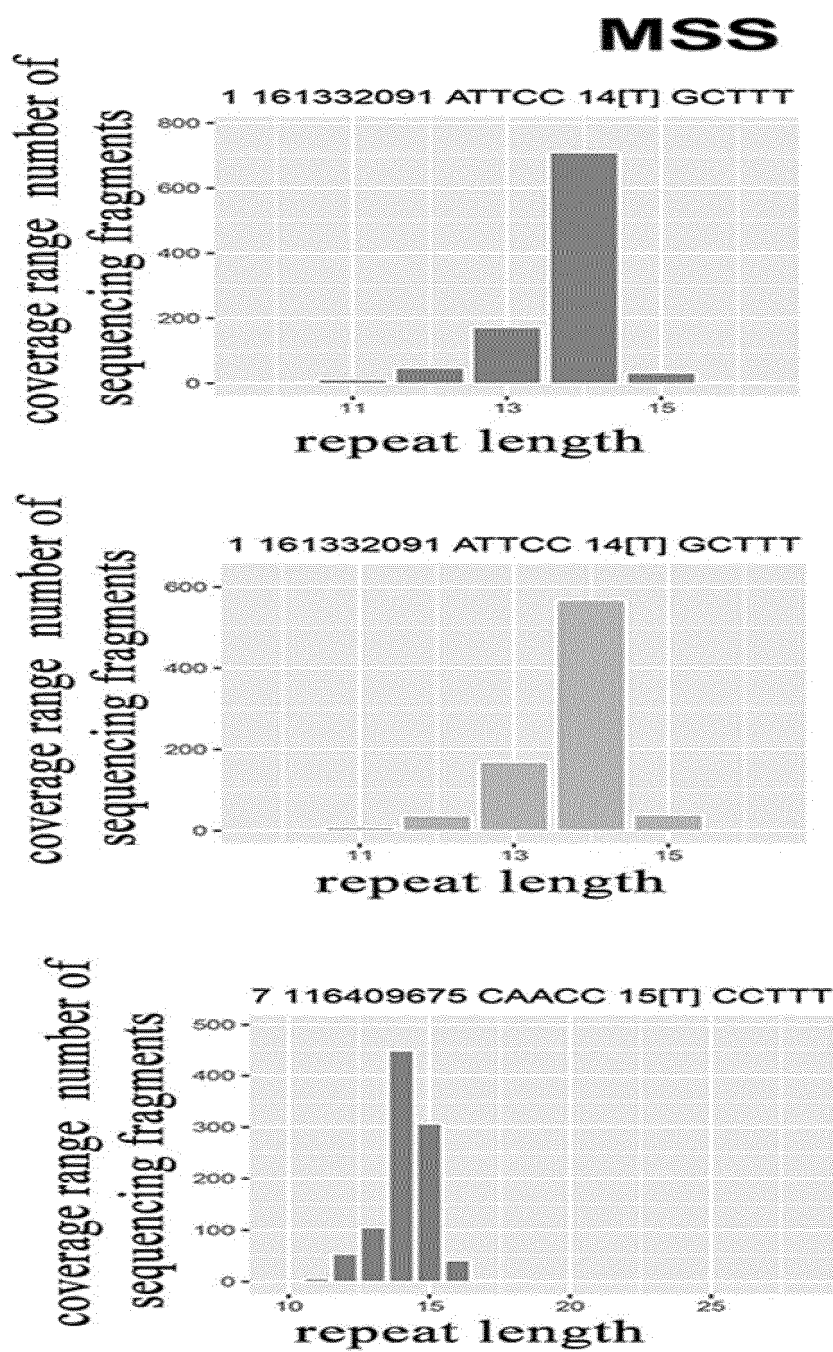 MSS
1 161332091 ATTCC 14[T] GCTTT
coverage range number of
sequencing fragments
800
600
400
200
0
11 13 15
repeat length
1 161332091 ATTCC 14[T] GCTTT
coverage range number of
sequencing fragments
600
400
200
0
11 13 15
repeat length
7 116409675 CAACC 15[T] CCTTT
coverage range number of
sequencing fragments
500
400
300
200
100
0
10 15 20 25
repeat length